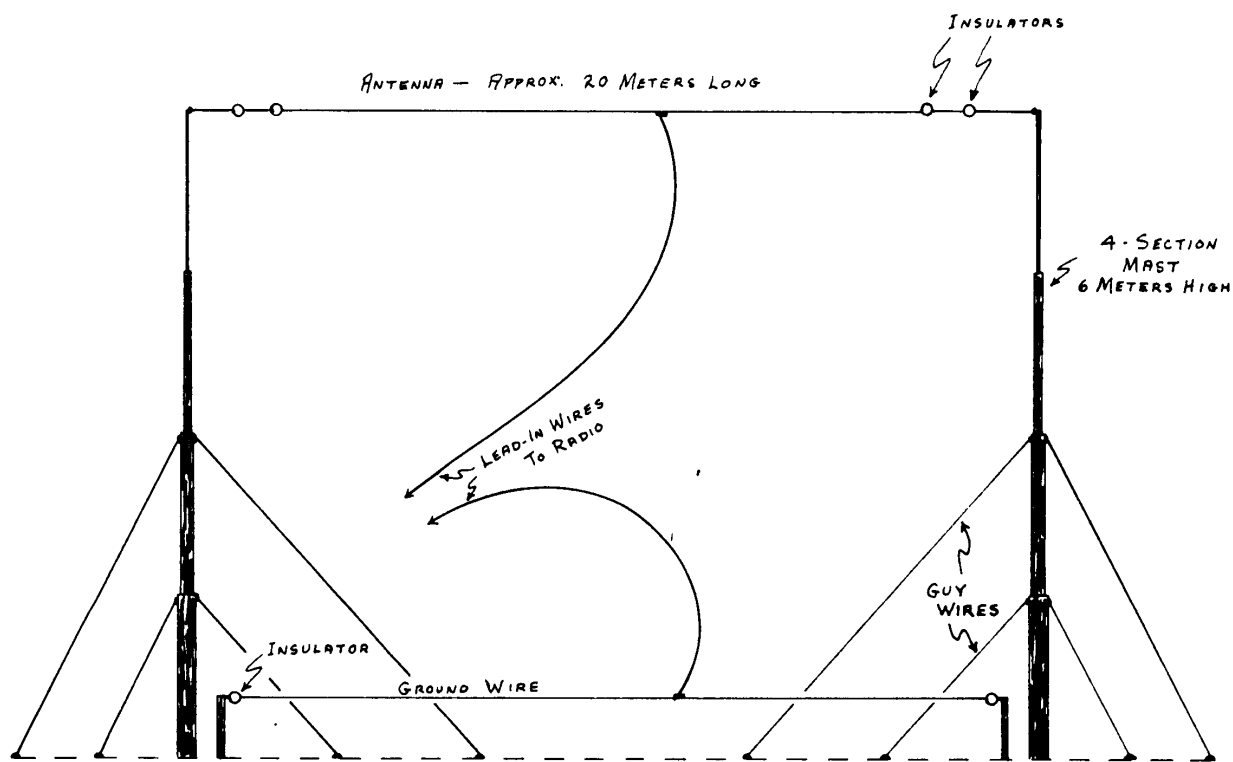 INSULATORS
ANTENNA — APPROX. 20 METERS LONG
4-SECTION
MAST
6 METERS HIGH
LEAD-IN WIRES
TO RADIO
GUY
WIRES
INSULATOR
GROUND WIRE